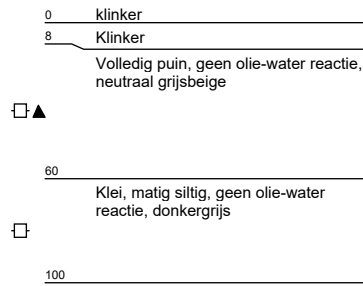 0 klinker
8 Klinker
Volledig puin, geen olie-water reactie,
neutraal grijsbeige
60
Klei, matig siltig, geen olie-water
reactie, donkergrijs
100